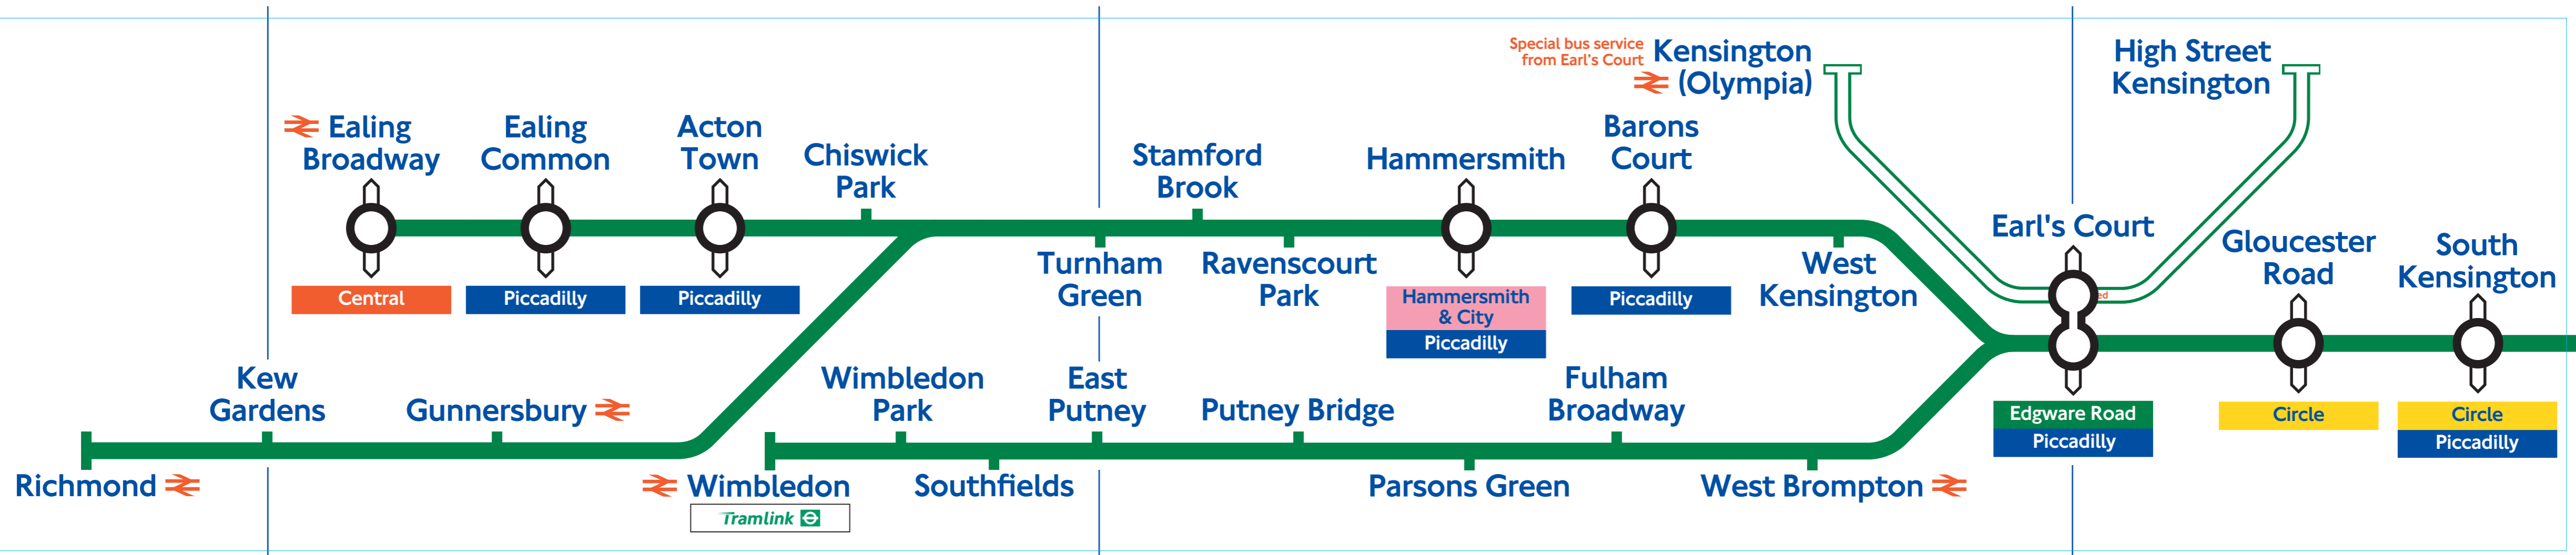 Special bus service
from Earl's Court
Kensington
(Olympia)
High Street
Kensington
Ealing
Broadway
Central
Ealing
Common
Piccadilly
Acton
Town
Piccadilly
Chiswick
Park
Turnham
Green
Stamford
Brook
Ravenscourt
Park
Hammersmith
Hammersmith
& City
Piccadilly
Barons
Court
Piccadilly
West
Kensington
Earl's Court
ed
Edgware Road
Piccadilly
Gloucester
Road
Circle
South
Kensington
Circle
Piccadilly
Richmond
Kew
Gardens
Gunnersbury
Wimbledon
Tramlink
Wimbledon
Park
Southfields
East
Putney
Putney Bridge
Parsons Green
Fulham
Broadway
West Brompton